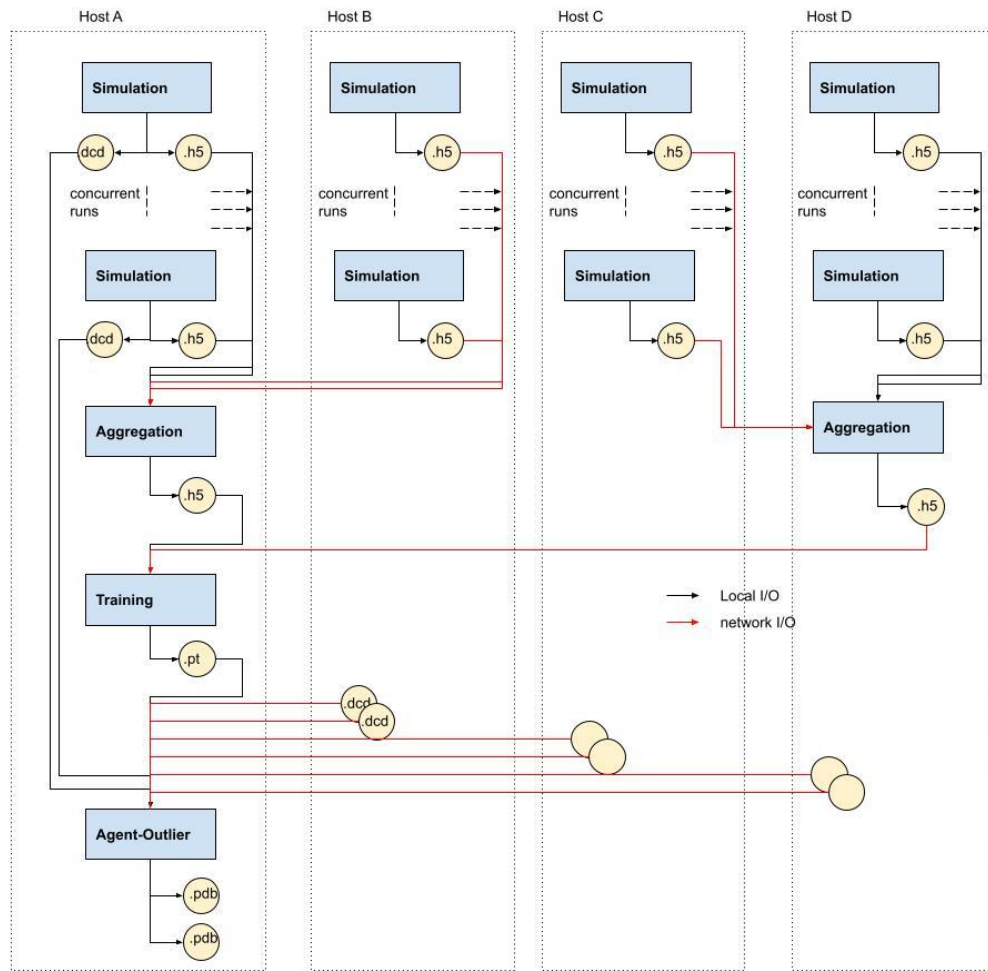 Host A
Host B
Host C
Host D
Simulation
Simulation
Simulation
Simulation
.dcd
.h5
.h5
.h5
.h5
concurrent
runs
concurrent
runs
concurrent
runs
concurrent
runs
Simulation
Simulation
Simulation
Simulation
.dcd
.h5
.h5
.h5
.h5
Aggregation
Aggregation
.h5
.h5
Training
Local I/O
network I/O
.pt
.dcd
.dcd
Agent-Outlier
.pdb
.pdb